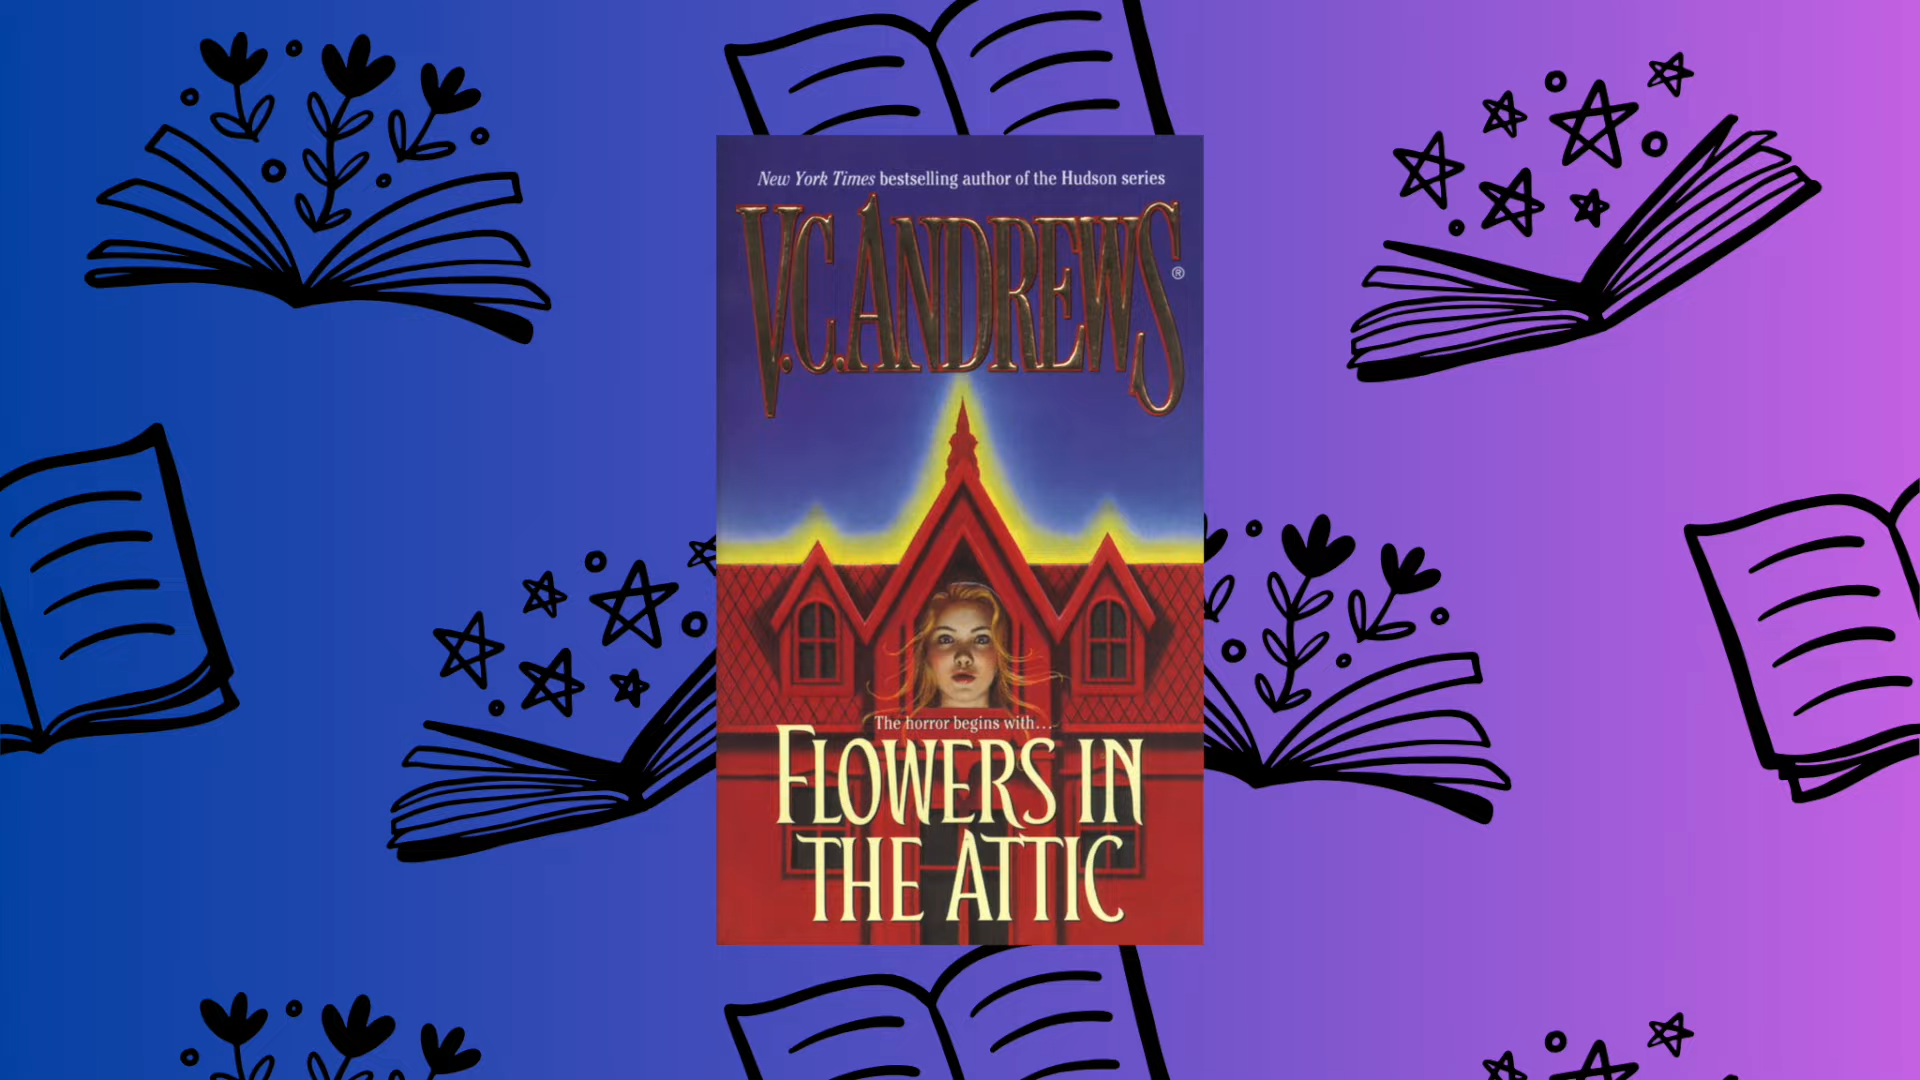 New York Times bestselling author of the Hudson series
V.C. ANDREWS®
The horror begins with...
FLOWERS IN
THE ATTIC